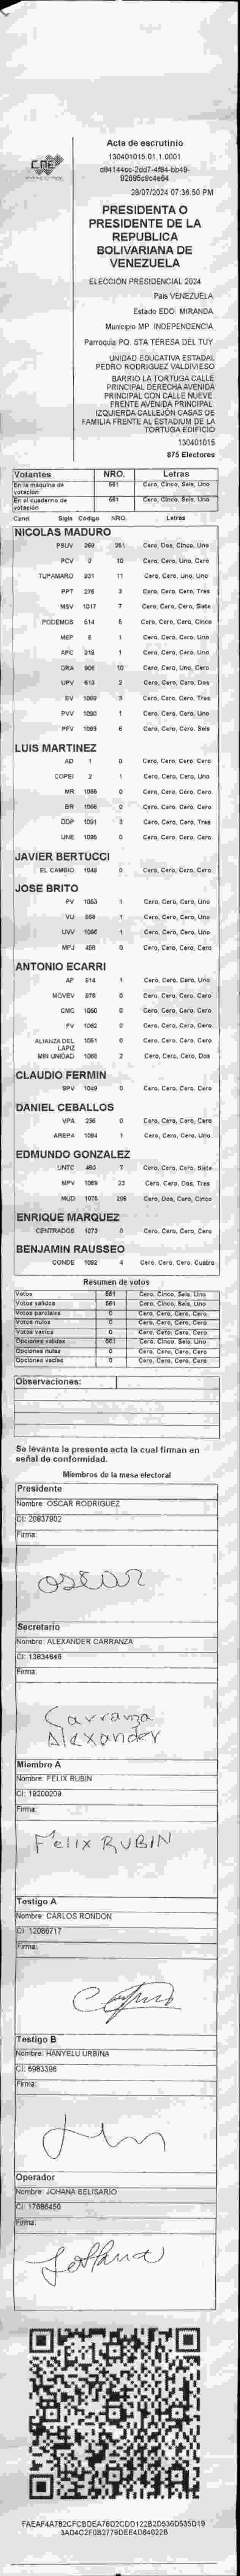 CNE
Acta de escrutinio
130401015.01.1.0001
28/07/2024 07:36:50 PM
PRESIDENTA O
PRESIDENTE DE LA
REPUBLICA
BOLIVARIANA DE
VENEZUELA
ELECCIÓN PRESIDENCIAL 2024
Pais VENEZUELA
Estado EDO. MIRANDA
Municipio MP. INDEPENDENCIA
Parroquia PQ. STA TERESA DEL TUY
UNIDAD EDUCATIVA ESTADAL
PEDRO RODRIGUEZ VALDIVIESO
BARRIO LA TORTUGA CALLE
PRINCIPAL DERECHA AVENIDA
PRINCIPAL CON CALLE NUEVE.
FRENTE AVENIDA PRINCIPAL.
IZQUIERDA CALLEJÓN CASAS DE
FAMILIA FRENTE AL ESTADIUM DE LA
TORTUGA EDIFICIO
130401015
875 Electores
Votantes NRO. Letras
En la máquina de votación 561 Cero, Cinco, Seis, Uno
En el cuaderno de votación 561 Cero, Cinco, Seis, Uno
Cand. Sigla Código NRO. Letras
NICOLAS MADURO
PSUV 269 251 Cero, Dos, Cinco, Uno
PCV 9 10 Cero, Cero, Uno, Cero
TUPAMARO 931 11 Cero, Cero, Uno, Uno
PPT 276 3 Cero, Cero, Cero, Tres
MSV 1017 7 Cero, Cero, Cero, Siete
PODEMOS 514 5 Cero, Cero, Cero, Cinco
MEP 6 1 Cero, Cero, Cero, Uno
APC 319 1 Cero, Cero, Cero, Uno
ORA 906 10 Cero, Cero, Uno, Cero
UPV 613 2 Cero, Cero, Cero, Dos
EV 1089 3 Cero, Cero, Cero, Tres
PVV 1090 1 Cero, Cero, Cero, Uno
PFV 1093 6 Cero, Cero, Cero, Seis
LUIS MARTINEZ
AD 1 0 Cero, Cero, Cero, Cero
COPEI 2 1 Cero, Cero, Cero, Uno
MR 1065 0 Cero, Cero, Cero, Cero
BR 1066 0 Cero, Cero, Cero, Cero
DDP 1091 3 Cero, Cero, Cero, Tres
UNE 1095 0 Cero, Cero, Cero, Cero
JAVIER BERTUCCI
EL CAMBIO 1048 0 Cero, Cero, Cero, Cero
JOSE BRITO
PV 1053 1 Cero, Cero, Cero, Uno
VU 869 1 Cero, Cero, Cero, Uno
UVV 1096 1 Cero, Cero, Cero, Uno
MPJ 458 0 Cero, Cero, Cero, Cero
ANTONIO ECARRI
AP 814 1 Cero, Cero, Cero, Uno
MOVEV 975 0 Cero, Cero, Cero, Cero
CMC 1050 0 Cero, Cero, Cero, Cero
FV 1062 0 Cero, Cero, Cero, Cero
ALIANZA DEL LAPIZ 1051 0 Cero, Cero, Cero, Cero
MIN UNIDAD 1060 2 Cero, Cero, Cero, Dos
CLAUDIO FERMIN
SPV 1049 0 Cero, Cero, Cero, Cero
DANIEL CEBALLOS
VPA 236 0 Cero, Cero, Cero, Cero
AREPA 1094 1 Cero, Cero, Cero, Uno
EDMUNDO GONZALEZ
UNTC 460 7 Cero, Cero, Cero, Siete
MPV 1069 23 Cero, Cero, Dos, Tres
MUD 1075 205 Cero, Dos, Cero, Cinco
ENRIQUE MARQUEZ
CENTRADOS 1073 0 Cero, Cero, Cero, Cero
BENJAMIN RAUSSEO
CONDE 1092 4 Cero, Cero, Cero, Cuatro
Resumen de votos
Votos 561 Cero, Cinco, Seis, Uno
Votos validos 561 Cero, Cinco, Seis, Uno
Votos parciales 0 Cero, Cero, Cero, Cero
Votos nulos 0 Cero, Cero, Cero, Cero
Votos vacios 0 Cero, Cero, Cero, Cero
Opciones validas 561 Cero, Cinco, Seis, Uno
Opciones nulas 0 Cero, Cero, Cero, Cero
Opciones vacias 0 Cero, Cero, Cero, Cero
Observaciones:
Se levanta la presente acta la cual firman en
señal de conformidad.
Miembros de la mesa electoral
Presidente
Nombre: OSCAR RODRIGUEZ
CI: 20837902
Firma:
oscar
Secretario
Nombre: ALEXANDER CARRANZA
CI: 13834846
Firma:
Carranza
Alexander
Miembro A
Nombre: FELIX RUBIN
CI: 19200209
Firma:
Felix RUBIN
Testigo A
Nombre: CARLOS RONDON
CI: 12086717
Firma:
Testigo B
Nombre: HANYELU URBINA
CI: 6983396
Firma:
Operador
Nombre: JOHANA BELISARIO
CI: 17686450
Firma:
Johana